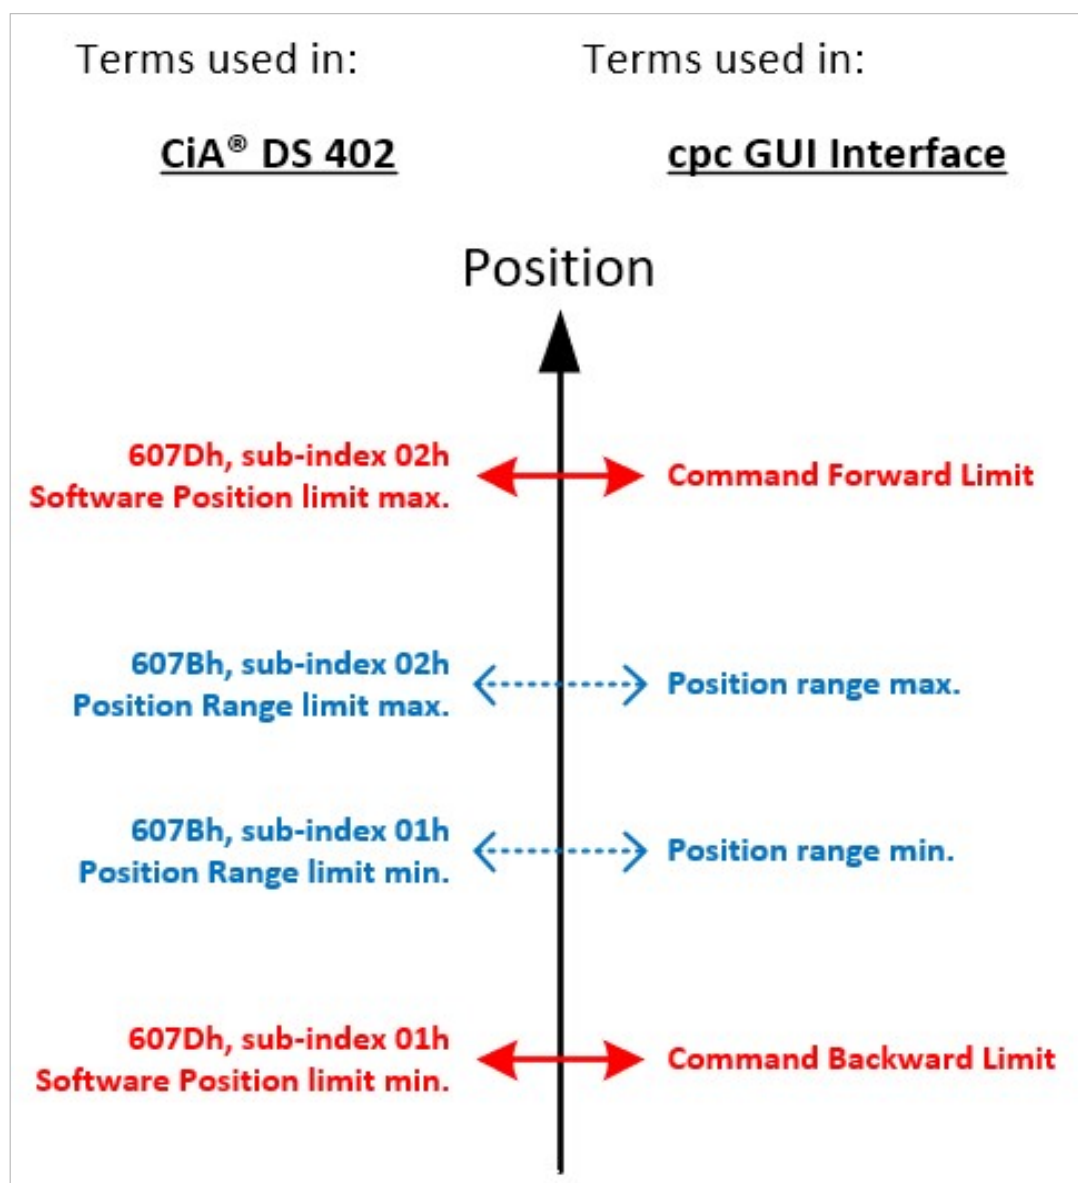 Terms used in:
Terms used in:
CiA® DS 402
cpc GUI Interface
Position
607Dh, sub-index 02h
Software Position limit max.
Command Forward Limit
607Bh, sub-index 02h
Position Range limit max.
Position range max.
607Bh, sub-index 01h
Position Range limit min.
Position range min.
607Dh, sub-index 01h
Software Position limit min.
Command Backward Limit